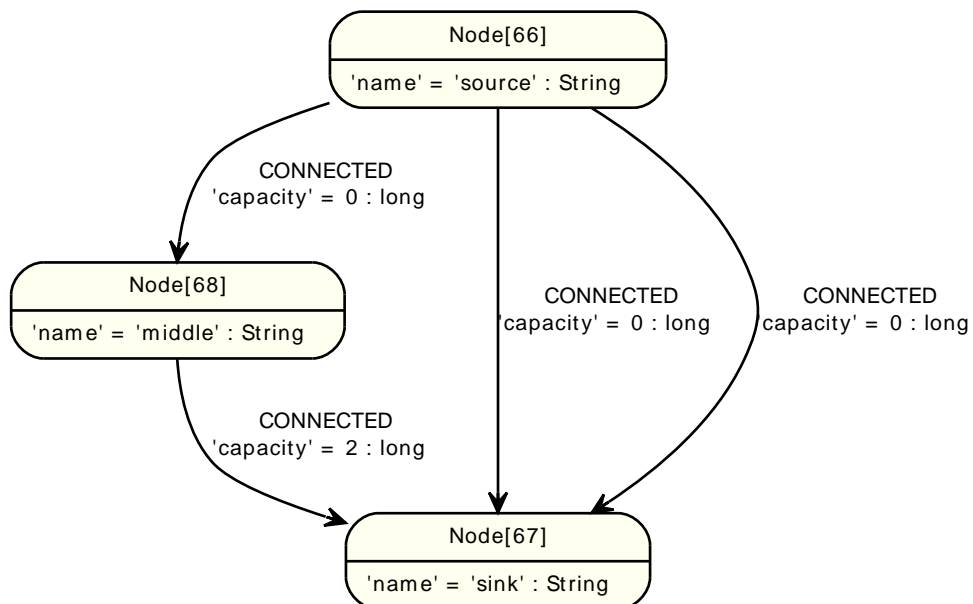 Node[66]
'name' = 'source' : String
CONNECTED
'capacity' = 0 : long
Node[68]
'name' = 'middle' : String
CONNECTED
'capacity' = 0 : long
CONNECTED
capacity' = 0 : long
CONNECTED
'capacity' = 2 : long
Node[67]
'name' = 'sink' : String